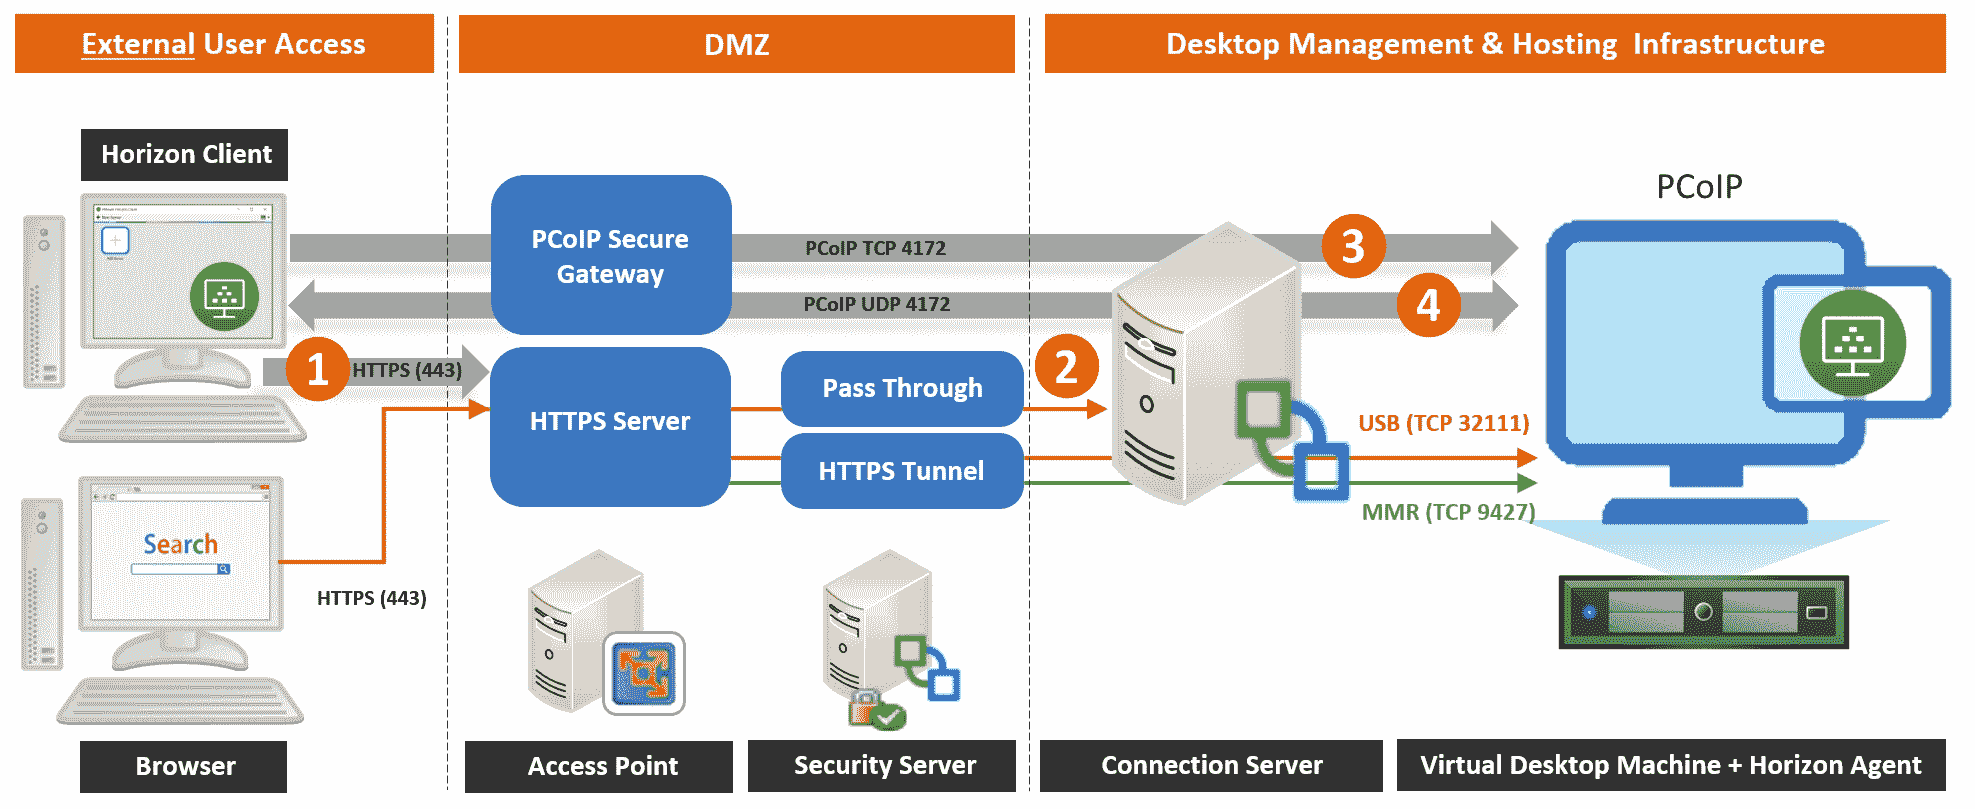 External User Access
DMZ
Desktop Management & Hosting Infrastructure
Horizon Client
PCoIP
PCoIP Secure
Gateway
PCoIP TCP 4172
3
PCoIP UDP 4172
4
1
HTTPS (443)
HTTPS Server
Pass Through
2
HTTPS Tunnel
USB (TCP 32111)
MMR (TCP 9427)
Search
HTTPS (443)
Browser
Access Point
Security Server
Connection Server
Virtual Desktop Machine + Horizon Agent